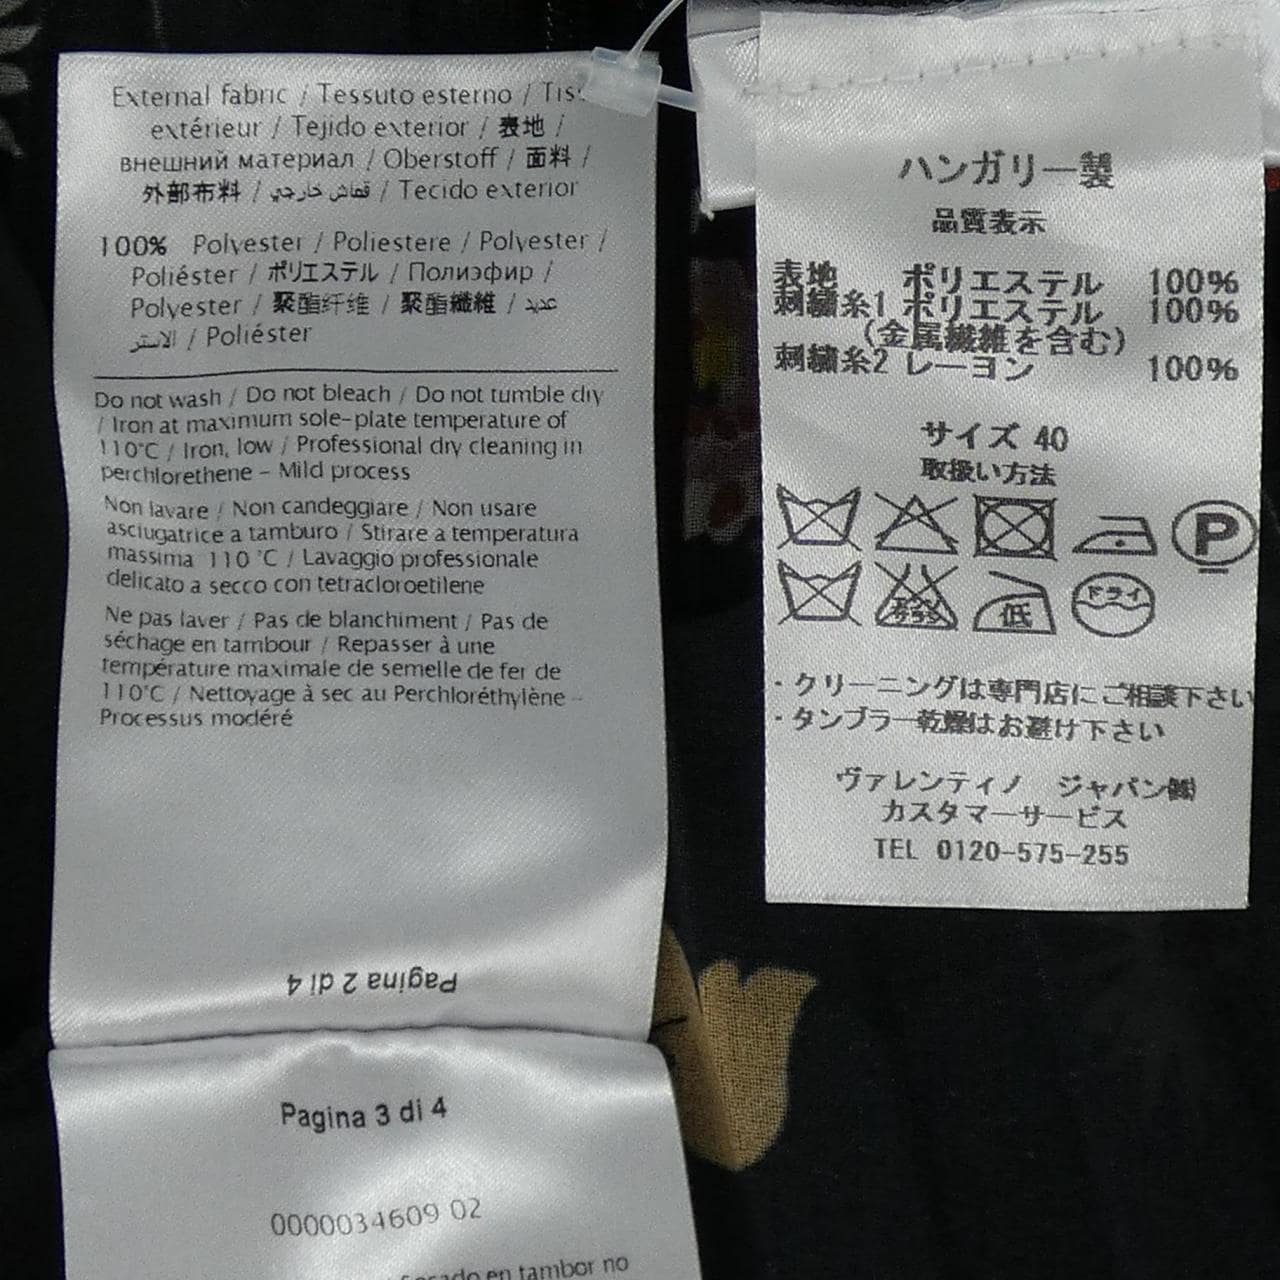 External fabric / Tessuto esterno /
extérieur / Tejido exterior / 表地 /
внешний материал / Oberstoff / 面料 /
外部布料 / قماش خارجي / Tecido exterior
100% Polyester / Poliestere / Polyester /
Poliéster / ポリエステル / Полиэфир /
Polyester / 聚酯纤维 / 聚酯纖維 / عديد
الاستر / Poliéster
Do not wash / Do not bleach / Do not tumble dry
/ Iron at maximum sole-plate temperature of
110°C / Iron, low / Professional dry cleaning in
perchlorethene - Mild process
Non lavare / Non candeggiare / Non usare
asciugatrice a tamburo / Stirare a temperatura
massima 110 °C / Lavaggio professionale
delicato a secco con tetracloroetilene
Ne pas laver / Pas de blanchiment / Pas de
séchage en tambour / Repasser à une
température maximale de semelle de fer de
110°C / Nettoyage à sec au Perchloréthylène -
Processus modéré
Pagina 2 di 4
Pagina 3 di 4
0000034609 02
en tambor no
ハンガリー製
品質表示
表地 ポリエステル 100%
刺繍糸1 ポリエステル 100%
(金属繊維を含む)
刺繍糸2 レーヨン 100%
サイズ 40
取扱い方法
P
エンソサラシ
低
ドライ
・クリーニングは専門店にご相談下さい
・タンブラー乾燥はお避け下さい
ヴァレンティノ ジャパン㈱
カスタマーサービス
TEL 0120-575-255